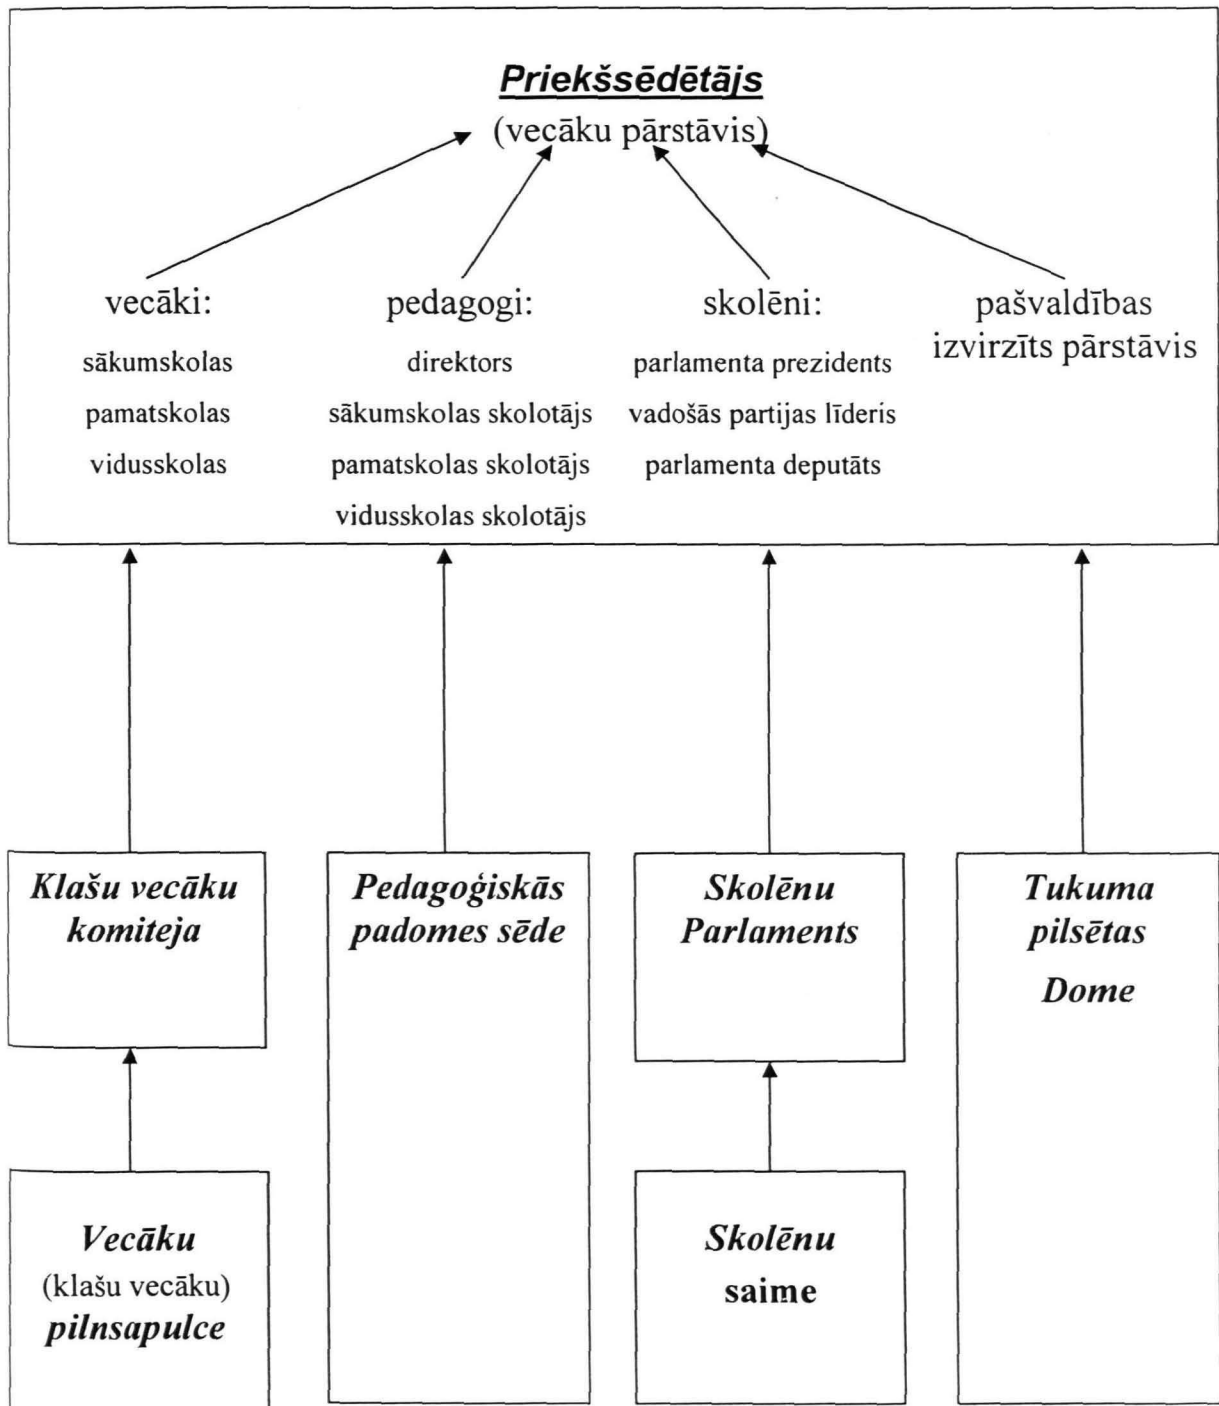 Priekšsēdētājs
(vecāku pārstāvis)
vecāki:
sākumskolas
pamatskolas
vidusskolas
pedagogi:
direktors
sākumskolas skolotājs
pamatskolas skolotājs
vidusskolas skolotājs
skolēni:
parlamenta prezidents
vadošās partijas līderis
parlamenta deputāts
pašvaldības
izvirzīts pārstāvis
Klašu vecāku
komiteja
Pedagoģiskās
padomes sēde
Skolēnu
Parlaments
Tukuma
pilsētas
Dome
Vecāku
(klašu vecāku)
pilnsapulce
Skolēnu
saime